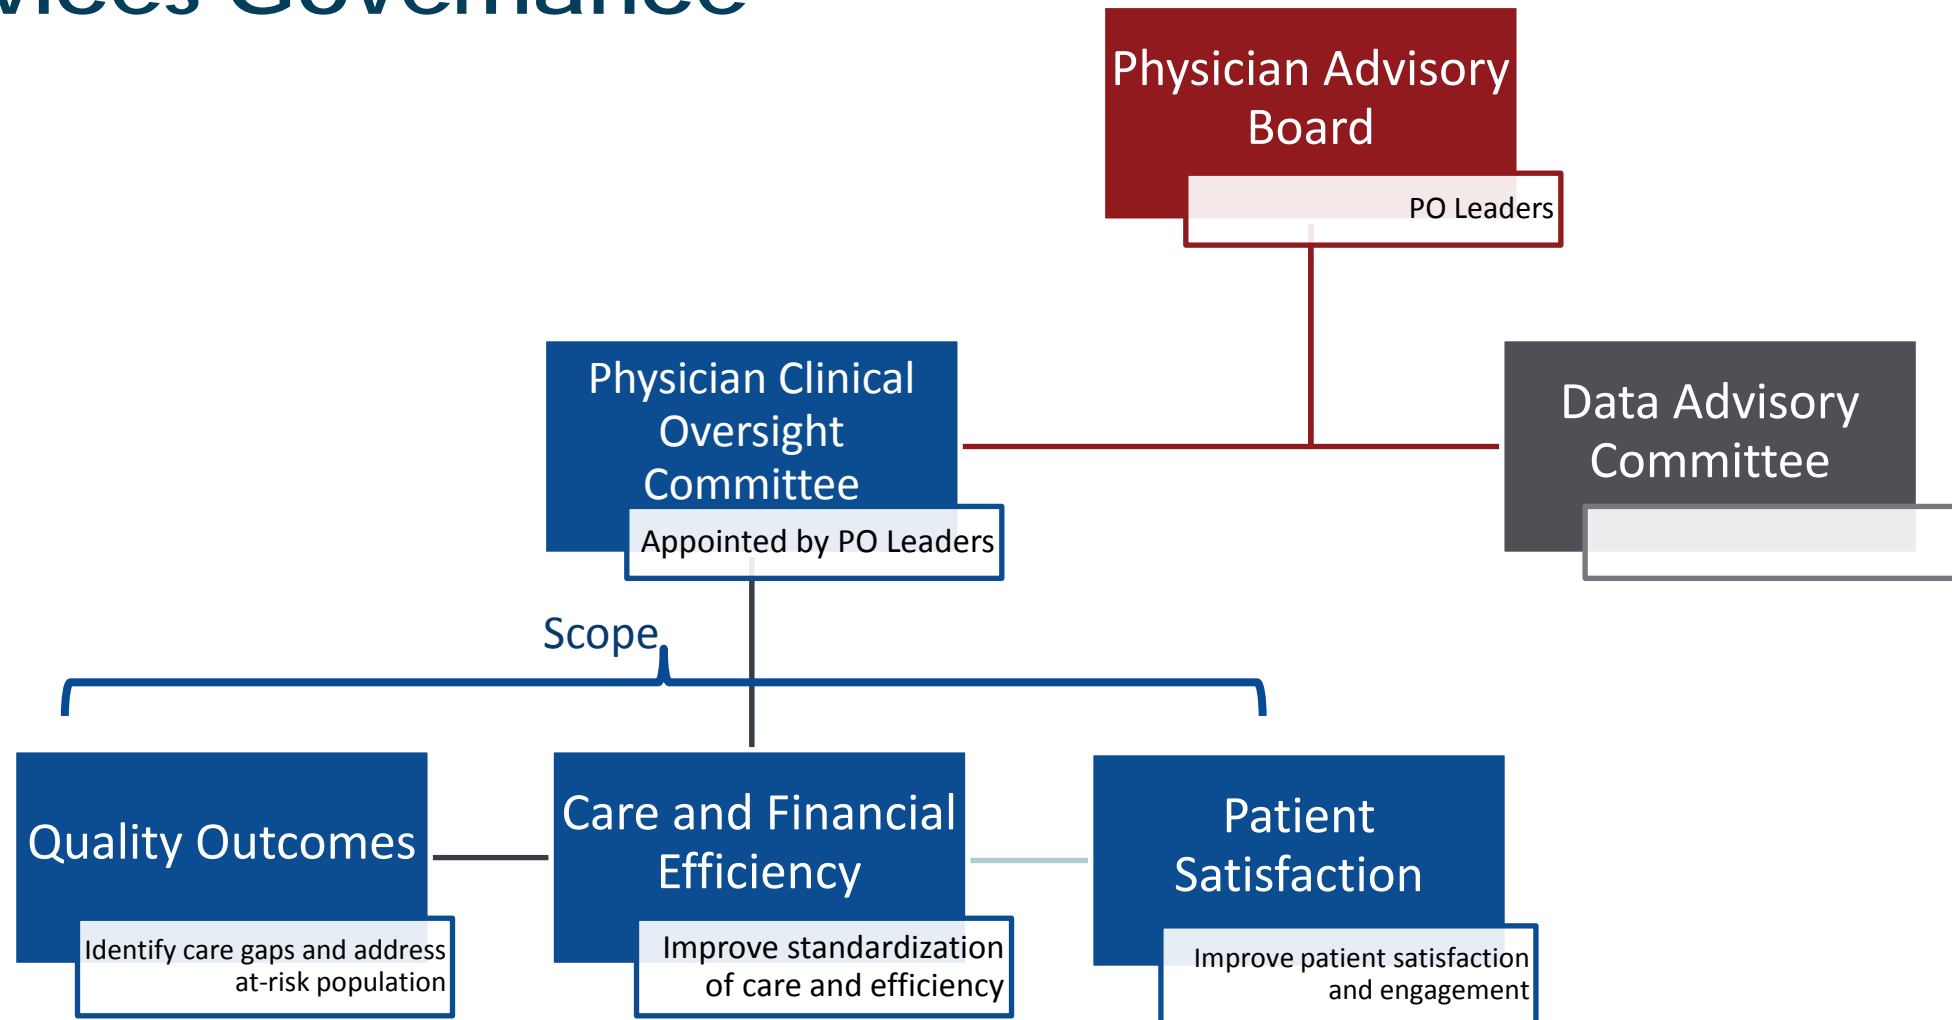 Governance
Physician Advisory
Board
PO Leaders
Physician Clinical
Oversight
Committee
Appointed by PO Leaders
Data Advisory
Committee
Scope
Quality Outcomes
Identify care gaps and address
at-risk population
Care and Financial
Efficiency
Improve standardization
of care and efficiency
Patient
Satisfaction
Improve patient satisfaction
and engagement